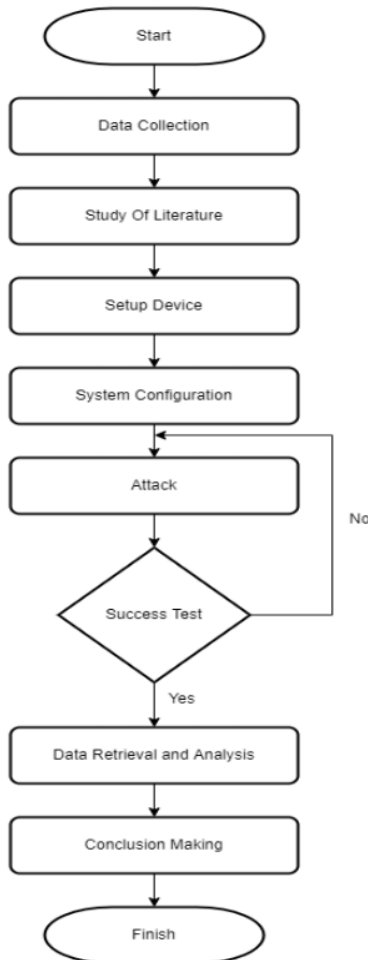 Start
Data Collection
Study Of Literature
Setup Device
System Configuration
Attack
No
Success Test
Yes
Data Retrieval and Analysis
Conclusion Making
Finish